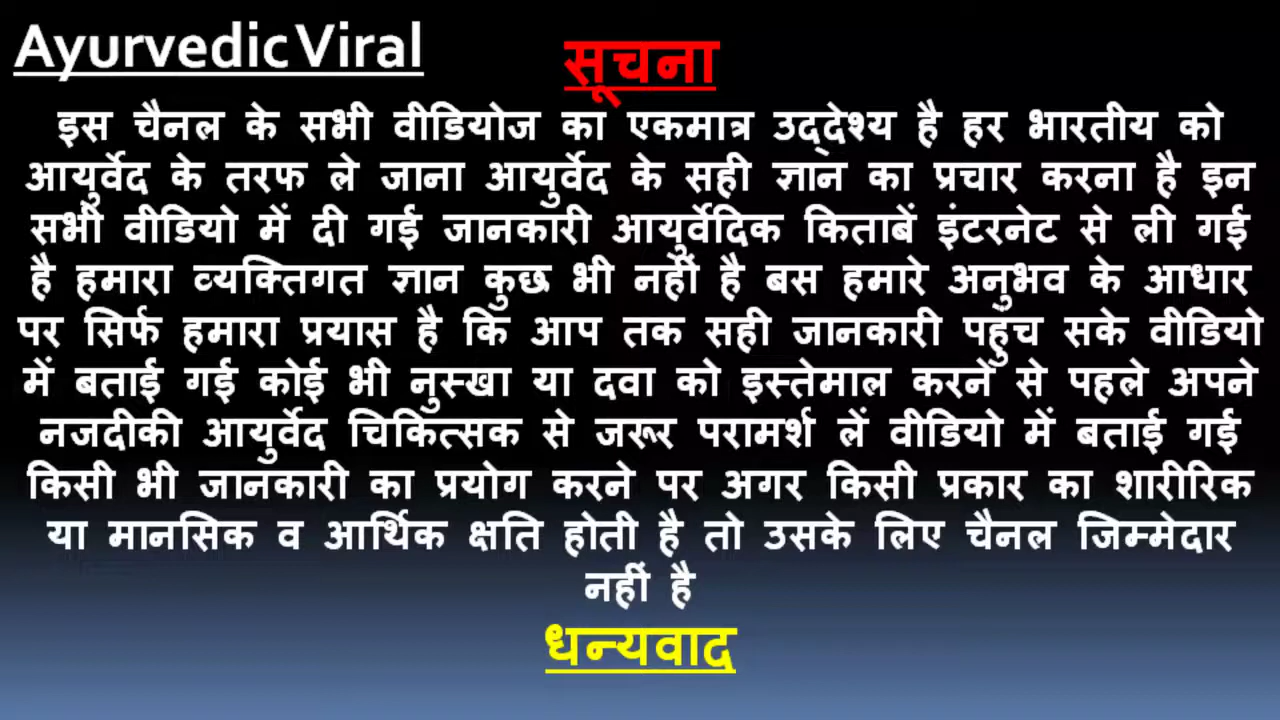 Ayurvedic Viral
सूचना
इस चैनल के सभी वीडियोज का एकमात्र उद्देश्य है हर भारतीय को
आयुर्वेद के तरफ ले जाना आयुर्वेद के सही ज्ञान का प्रचार करना है इन
सभी वीडियो में दी गई जानकारी आयुर्वेदिक किताबें इंटरनेट से ली गई
है हमारा व्यक्तिगत ज्ञान कुछ भी नहीं है बस हमारे अनुभव के आधार
पर सिर्फ हमारा प्रयास है कि आप तक सही जानकारी पहुंच सके वीडियो
में बताई गई कोई भी नुस्खा या दवा को इस्तेमाल करनें से पहले अपने
नजदीकी आयुर्वेद चिकित्सक से जरूर परामर्श लें वीडियो में बताई गई
किसी भी जानकारी का प्रयोग करने पर अगर किसी प्रकार का शारीरिक
या मानसिक व आर्थिक क्षति होती है तो उसके लिए चैनल जिम्मेदार
नहीं है
धन्यवाद